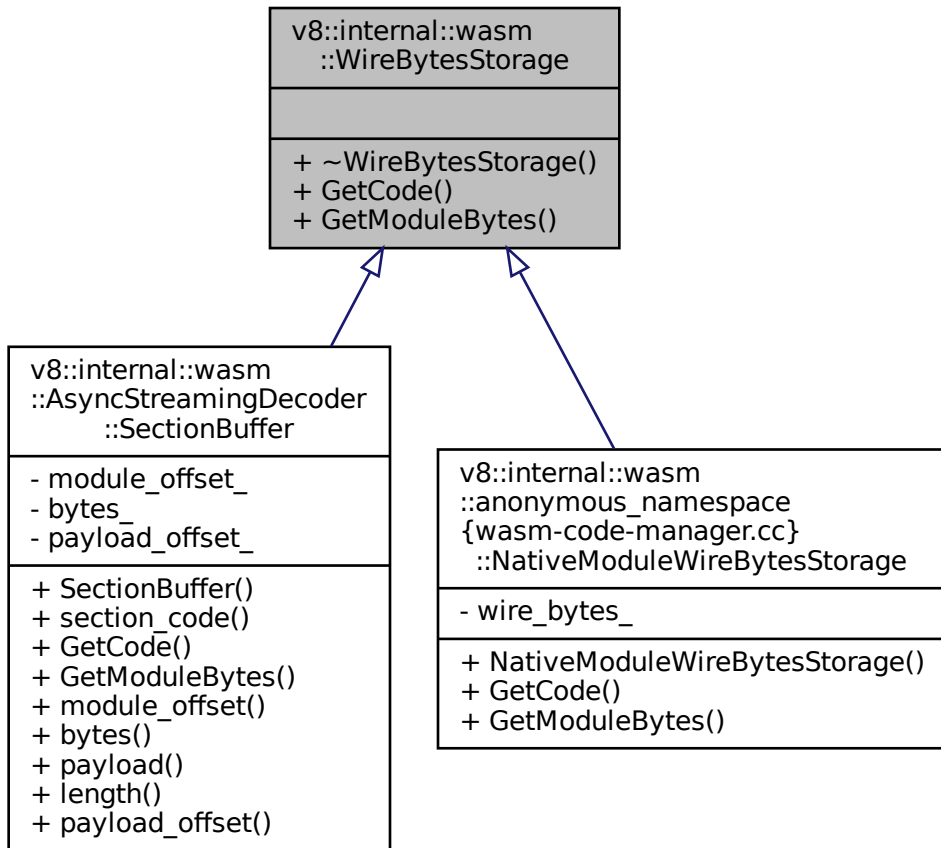 v8::internal::wasm
::WireBytesStorage
+ ~WireBytesStorage()
+ GetCode()
+ GetModuleBytes()
v8::internal::wasm
::AsyncStreamingDecoder
::SectionBuffer
- module_offset_
- bytes_
- payload_offset_
+ SectionBuffer()
+ section_code()
+ GetCode()
+ GetModuleBytes()
+ module_offset()
+ bytes()
+ payload()
+ length()
+ payload_offset()
v8::internal::wasm
::anonymous_namespace
{wasm-code-manager.cc}
::NativeModuleWireBytesStorage
- wire_bytes_
+ NativeModuleWireBytesStorage()
+ GetCode()
+ GetModuleBytes()